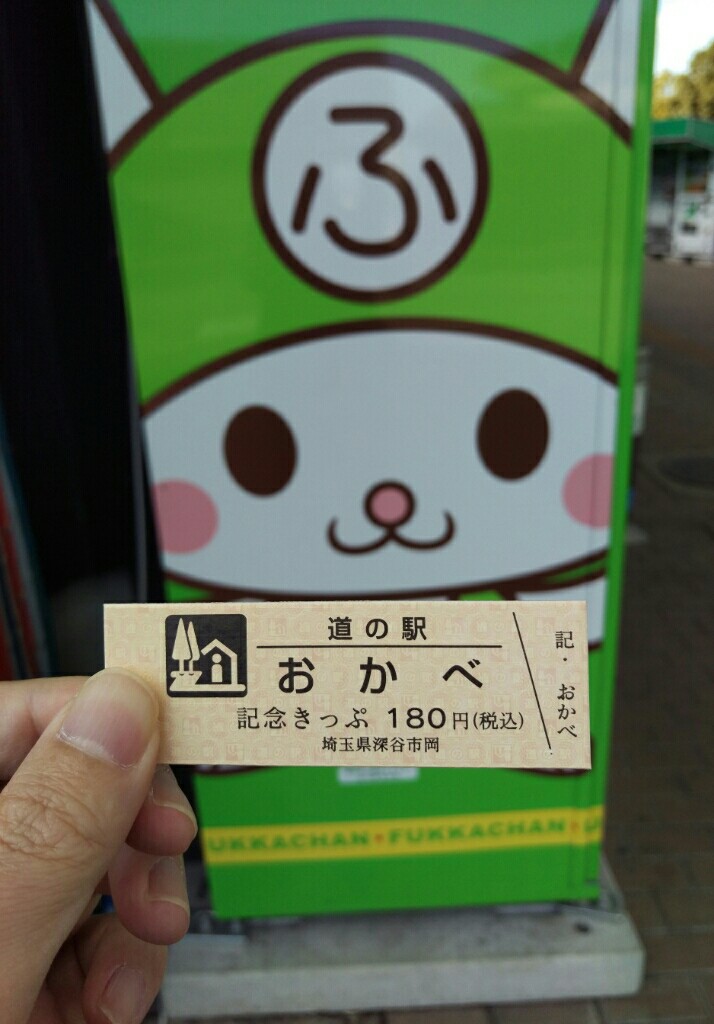 ふ
道の駅
おかべ
記念きっぷ 180円(税込)
埼玉県深谷市岡
記・おかべ
UKKACHAN FUKKACHAN